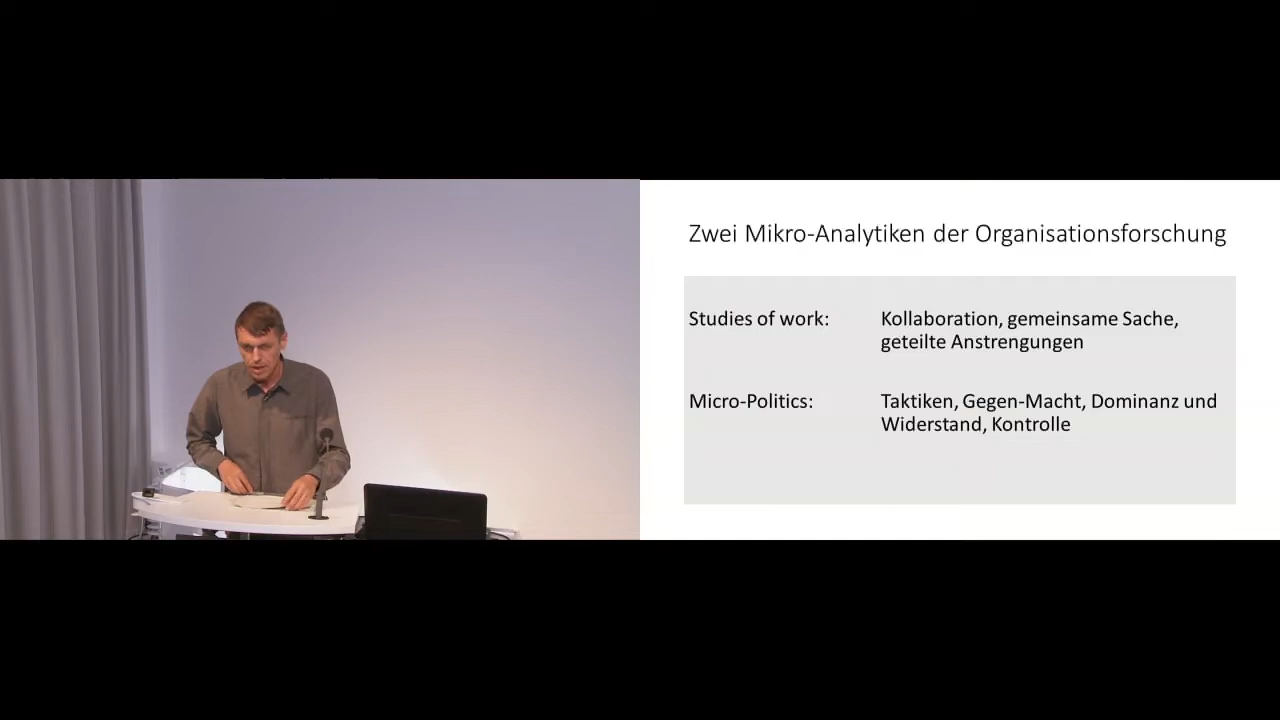 Zwei Mikro-Analytiken der Organisationsforschung
Studies of work: Kollaboration, gemeinsame Sache,
geteilte Anstrengungen
Micro-Politics: Taktiken, Gegen-Macht, Dominanz und
Widerstand, Kontrolle